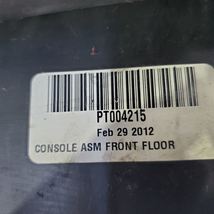 PT004215
Feb 29 2012
CONSOLE ASM FRONT FLOOR